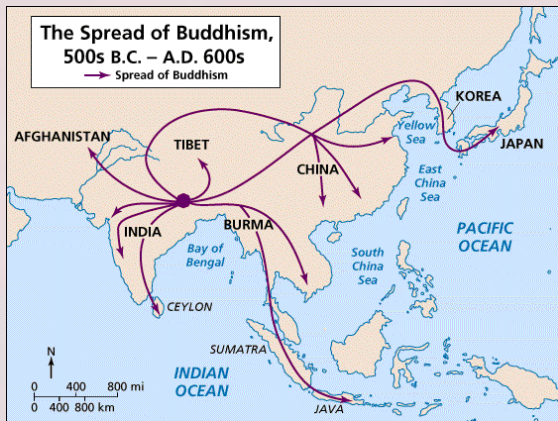 The Spread of Buddhism,
500s B.C. – A.D. 600s
Spread of Buddhism
KOREA
AFGHANISTAN
TIBET
Yellow
Sea
JAPAN
CHINA
East
China
Sea
INDIA
BURMA
PACIFIC
OCEAN
Bay of
Bengal
South
China
Sea
CEYLON
SUMATRA
N
INDIAN
OCEAN
0 400 800 mi
0 400 800 km
JAVA